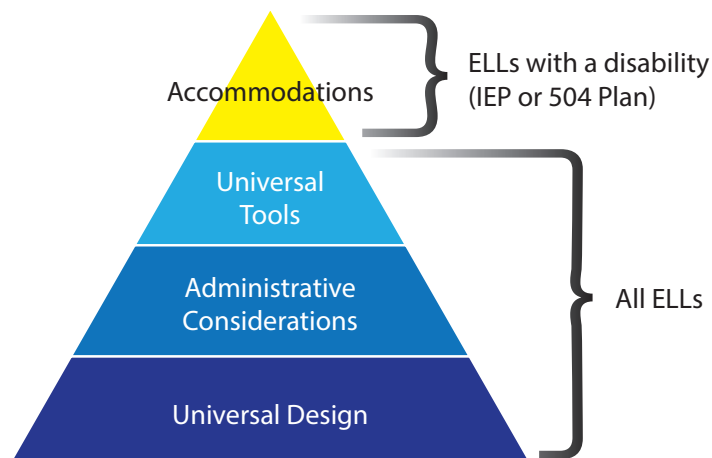 Accommodations
ELLs with a disability
(IEP or 504 Plan)
Universal
Tools
Administrative
Considerations
All ELLs
Universal Design